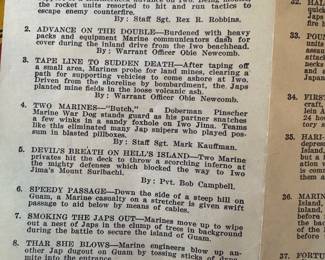 the rocket units resorted to hit and run tactics to
escape enemy counterfire.
By: Staff Sgt. Rex R. Robbins.
2. ADVANCE ON THE DOUBLE—Burdened with heavy
packs and equipment Marine communicators dash for
cover during the inland drive from the Iwo beachhead.
By: Warrant Officer Obie Newcomb.
3. TAPE LINE TO SUDDEN DEATH—After taping off
a small area, Marines probe for land mines, clearing a
path for supporting vehicles to come ashore at Iwo.
Driven from the shoreline by bombardment, the Japs
planted mine fields in the loose volcanic ash.
By: Warrant Officer Obie Newcomb.
4. TWO MARINES—"Butch," a Doberman Pinscher
Marine War Dog stands guard as his partner snatches
a few winks in a sandy foxhole on Iwo Jima. Teams
like this eliminated many Jap snipers who played pos-
sum in blasted pillboxes.
By: Staff Sgt. Mark Kauffman.
5. DEVIL'S BREATH ON HELL'S ISLAND—Two Marine
privates hit the deck to throw a scorching inferno at
the mighty defenses which blocked the way to Iwo
Jima's Mount Suribachi.
By: Pvt. Bob Campbell.
6. SPEEDY PASSAGE—Down the side of a steep hill on
Guam, a Marine casualty on a stretcher is given swift
passage to aid below by means of cables.
7. SMOKING THE JAPS OUT—Marines move up to wipe
out a nest of Japs in the clump of trees in background
during the battle to secure the island of Guam.
8. THAR SHE BLOWS—Marine engineers blow up an-
other Jap dugout on Guam by tossing sticks of
mite into the entrance.
32.
33.
34. FIRS
35. HARI-
36. MARINE
Island,
37. FORTUN